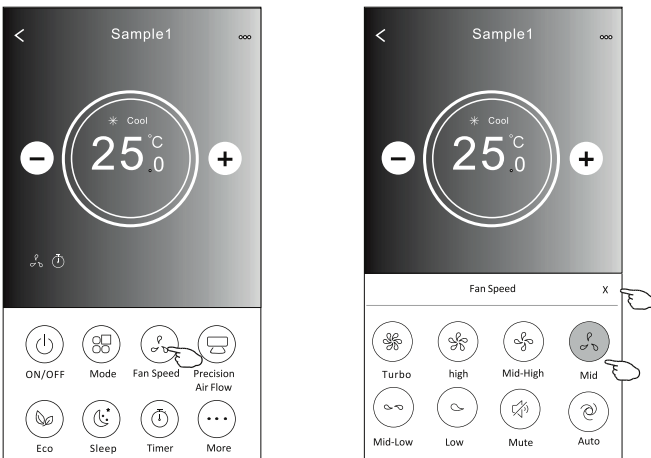 Sample1
Cool
25.0°C
ON/OFF
Mode
Fan Speed
Precision
Air Flow
Eco
Sleep
Timer
More
Sample1
Cool
25.0°C
Fan Speed X
Turbo
high
Mid-High
Mid
Mid-Low
Low
Mute
Auto